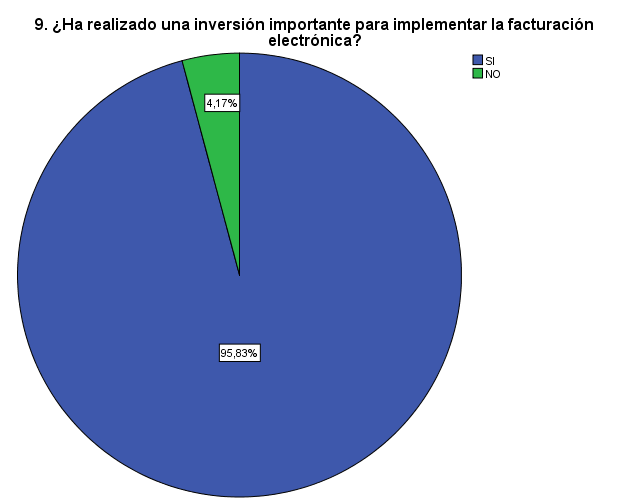 9. ¿Ha realizado una inversión importante para implementar la facturación
electrónica?
SI
NO
4,17%
95,83%